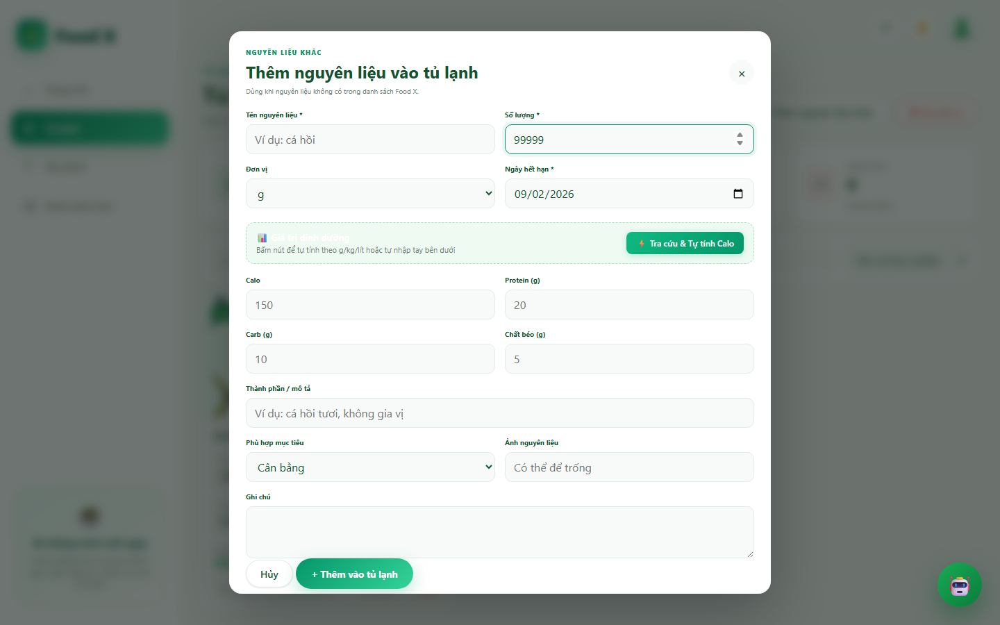 NGUYÊN LIỆU KHÁC
Thêm nguyên liệu vào tủ lạnh
×
Dùng khi nguyên liệu không có trong danh sách Food X.
Tên nguyên liệu *
Số lượng *
Ví dụ: cá hồi
99999
Đơn vị
Ngày hết hạn *
g
09/02/2026
Giá trị dinh dưỡng
Bấm nút để tự tính theo g/kg/lít hoặc tự nhập tay bên dưới
Tra cứu & Tự tính Calo
Calo
Protein (g)
150
20
Carb (g)
Chất béo (g)
10
5
Thành phần / mô tả
Ví dụ: cá hồi tươi, không gia vị
Phù hợp mục tiêu
Ảnh nguyên liệu
Cân bằng
Có thể để trống
Ghi chú
Hủy
+ Thêm vào tủ lạnh
Food X